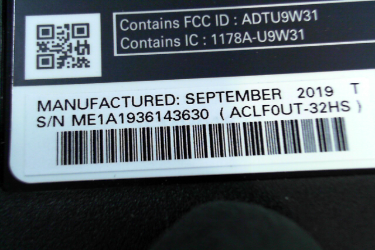 Contains FCC ID : ADTU9W31
Contains IC : 1178A-U9W31
MANUFACTURED: SEPTEMBER 2019 T
S/N ME1A1936143630 ( ACLF0UT-32HS )